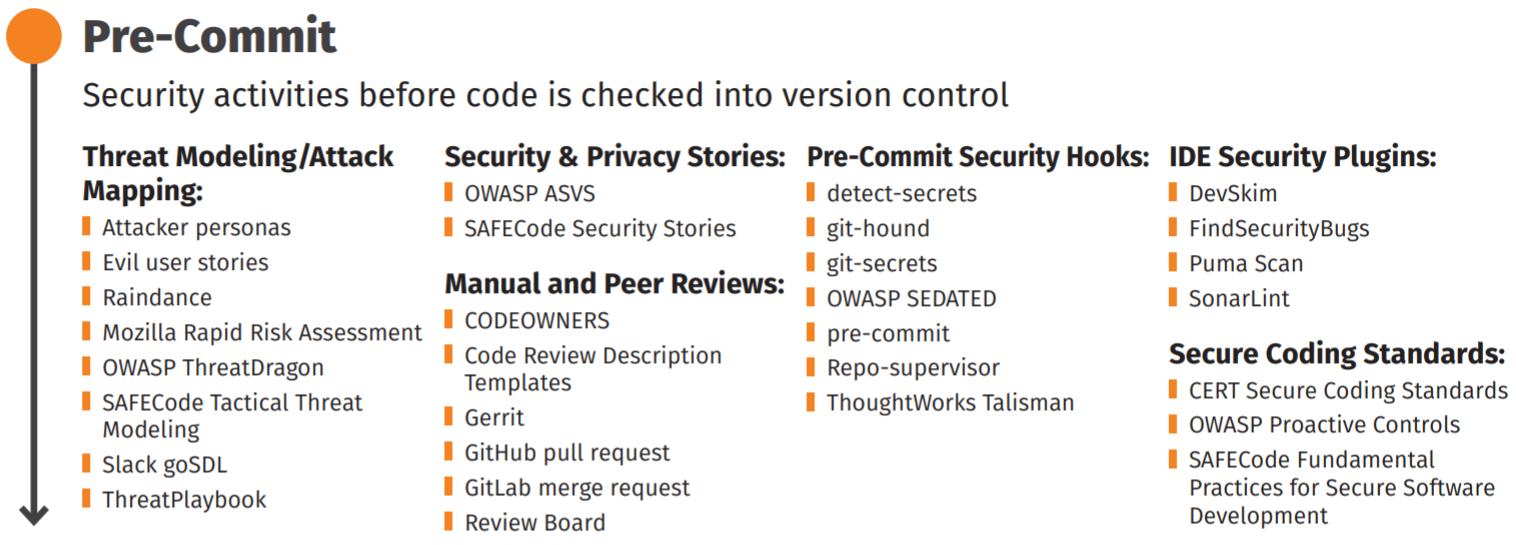 Pre-Commit
Security activities before code is checked into version control
Threat Modeling/Attack
Mapping:
Attacker personas
Evil user stories
Raindance
Mozilla Rapid Risk Assessment
OWASP ThreatDragon
SAFECode Tactical Threat
Modeling
Slack goSDL
ThreatPlaybook
Security & Privacy Stories:
OWASP ASVS
SAFECode Security Stories
Manual and Peer Reviews:
CODEOWNERS
Code Review Description
Templates
Gerrit
GitHub pull request
GitLab merge request
Review Board
Pre-Commit Security Hooks:
detect-secrets
git-hound
git-secrets
OWASP SEDATED
pre-commit
Repo-supervisor
ThoughtWorks Talisman
IDE Security Plugins:
DevSkim
FindSecurityBugs
Puma Scan
SonarLint
Secure Coding Standards:
CERT Secure Coding Standards
OWASP Proactive Controls
SAFECode Fundamental
Practices for Secure Software
Development